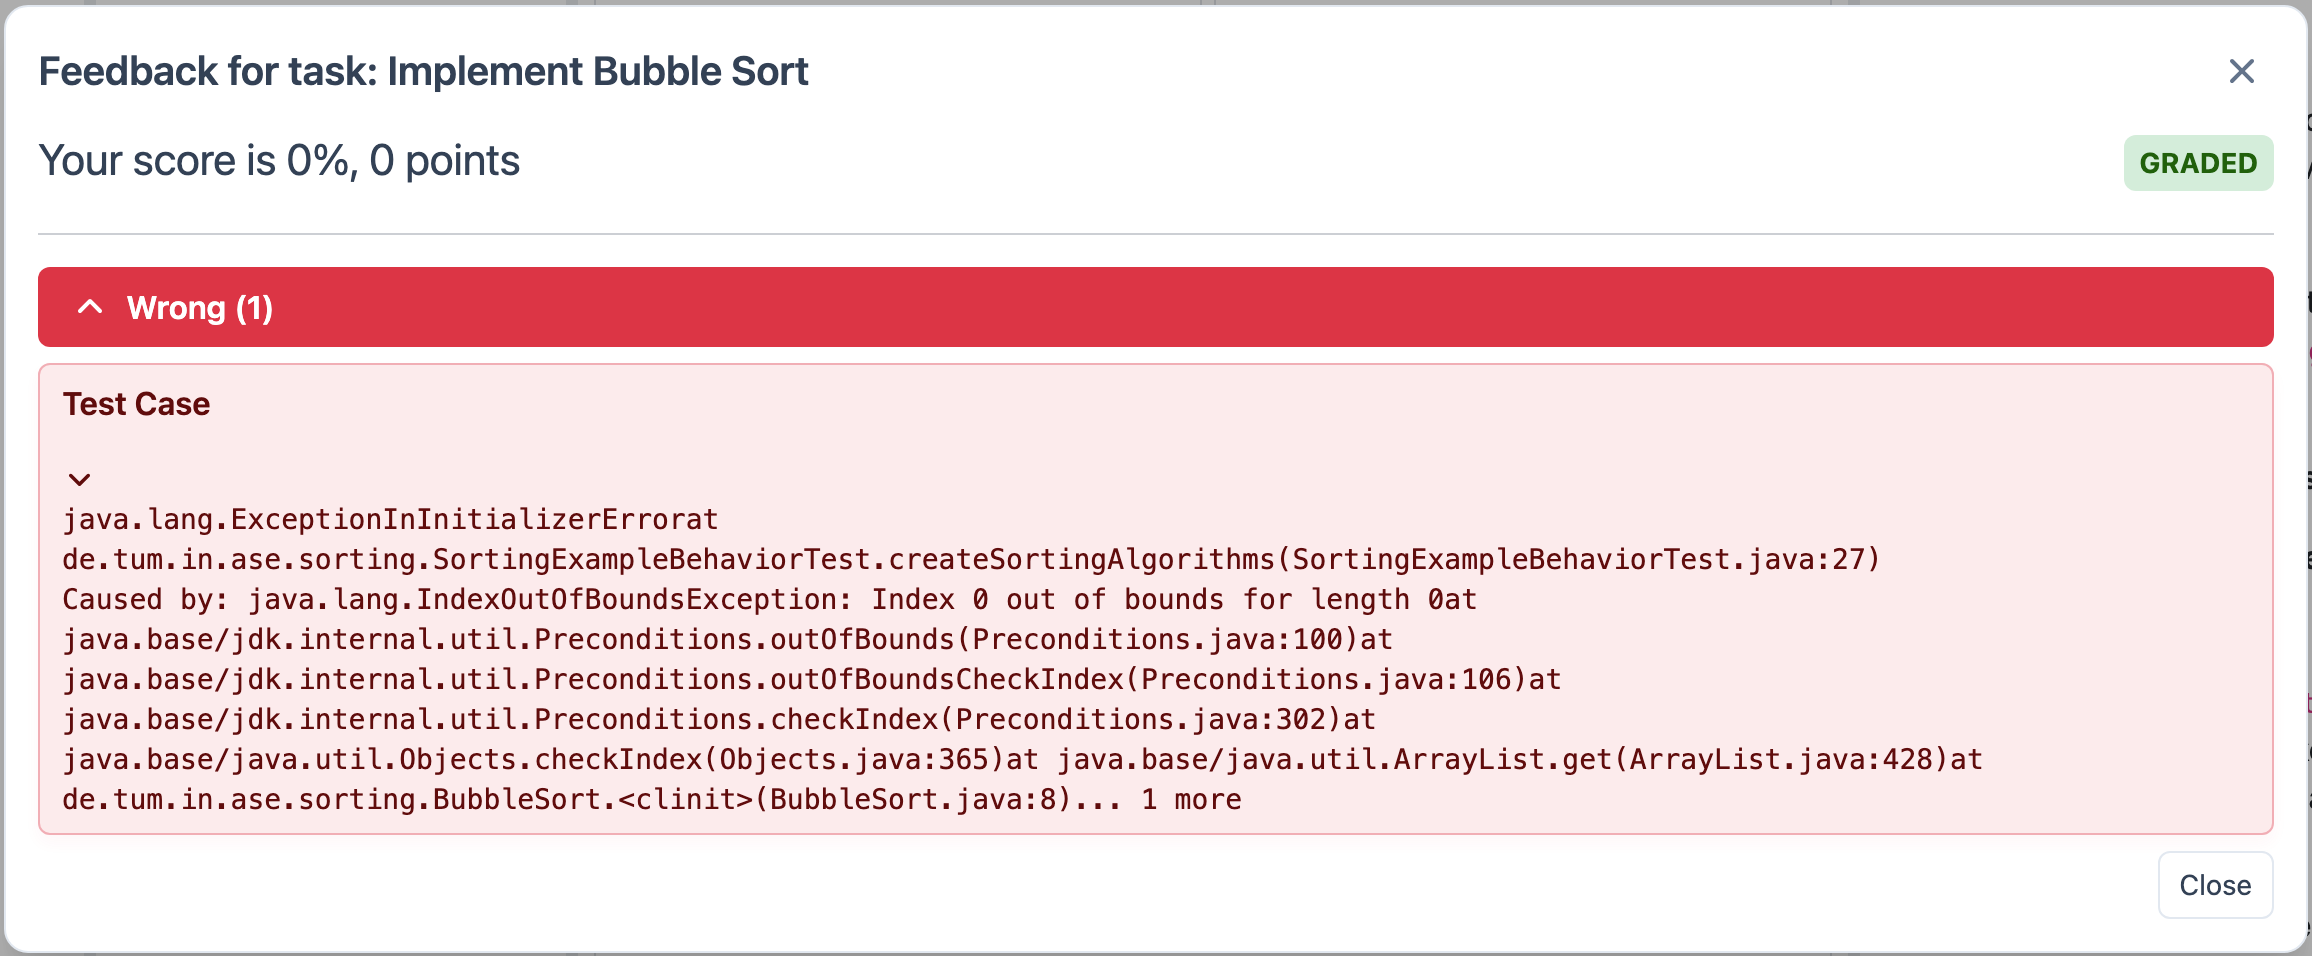 Feedback for task: Implement Bubble Sort
Your score is 0%, 0 points
GRADED
Wrong (1)
Test Case
java.lang.ExceptionInInitializerErrorat
de.tum.in.ase.sorting.SortingExampleBehaviorTest.createSortingAlgorithms(SortingExampleBehaviorTest.java:27)
Caused by: java.lang.IndexOutOfBoundsException: Index 0 out of bounds for length 0at
java.base/jdk.internal.util.Preconditions.outOfBounds(Preconditions.java:100)at
java.base/jdk.internal.util.Preconditions.outOfBoundsCheckIndex(Preconditions.java:106)at
java.base/jdk.internal.util.Preconditions.checkIndex(Preconditions.java:302)at
java.base/java.util.Objects.checkIndex(Objects.java:365)at java.base/java.util.ArrayList.get(ArrayList.java:428)at
de.tum.in.ase.sorting.BubbleSort.<clinit>(BubbleSort.java:8)... 1 more
Close